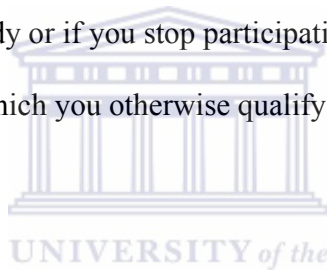 dy or if you stop participati
hich you otherwise qualify
UNIVERSITY of the